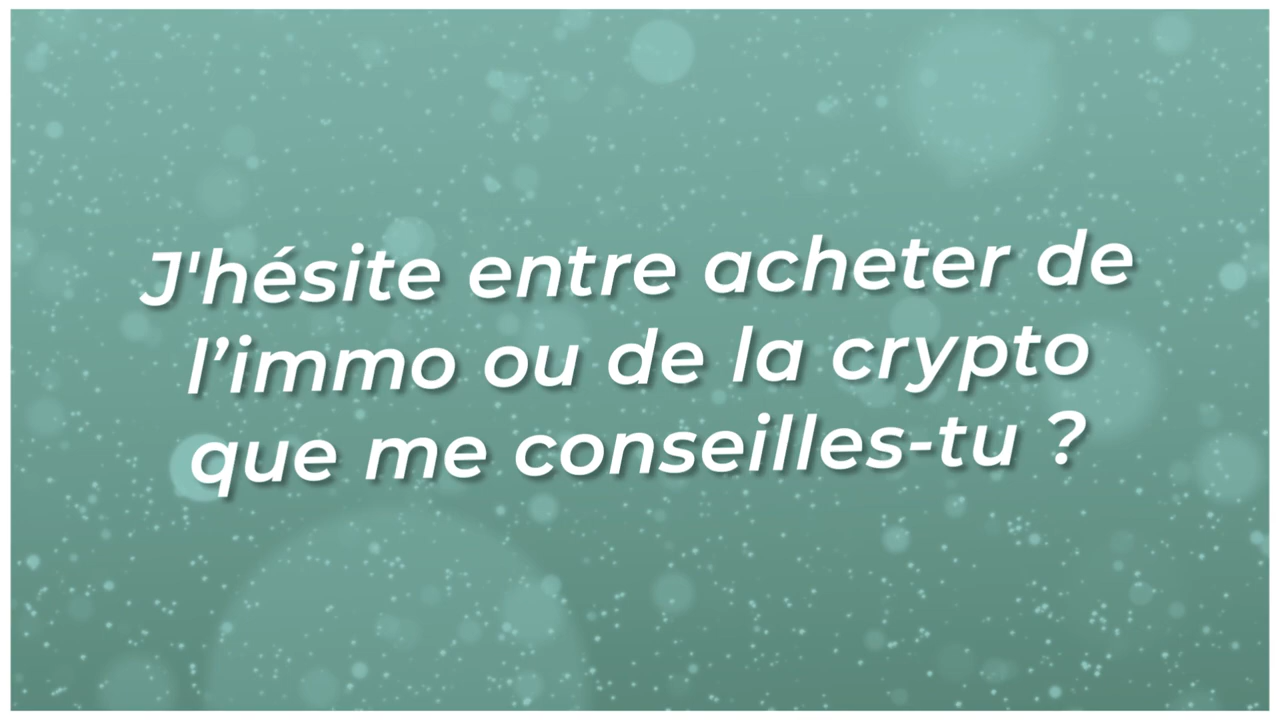 J'hésite entre acheter de
l’immo ou de la crypto
que me conseilles-tu ?